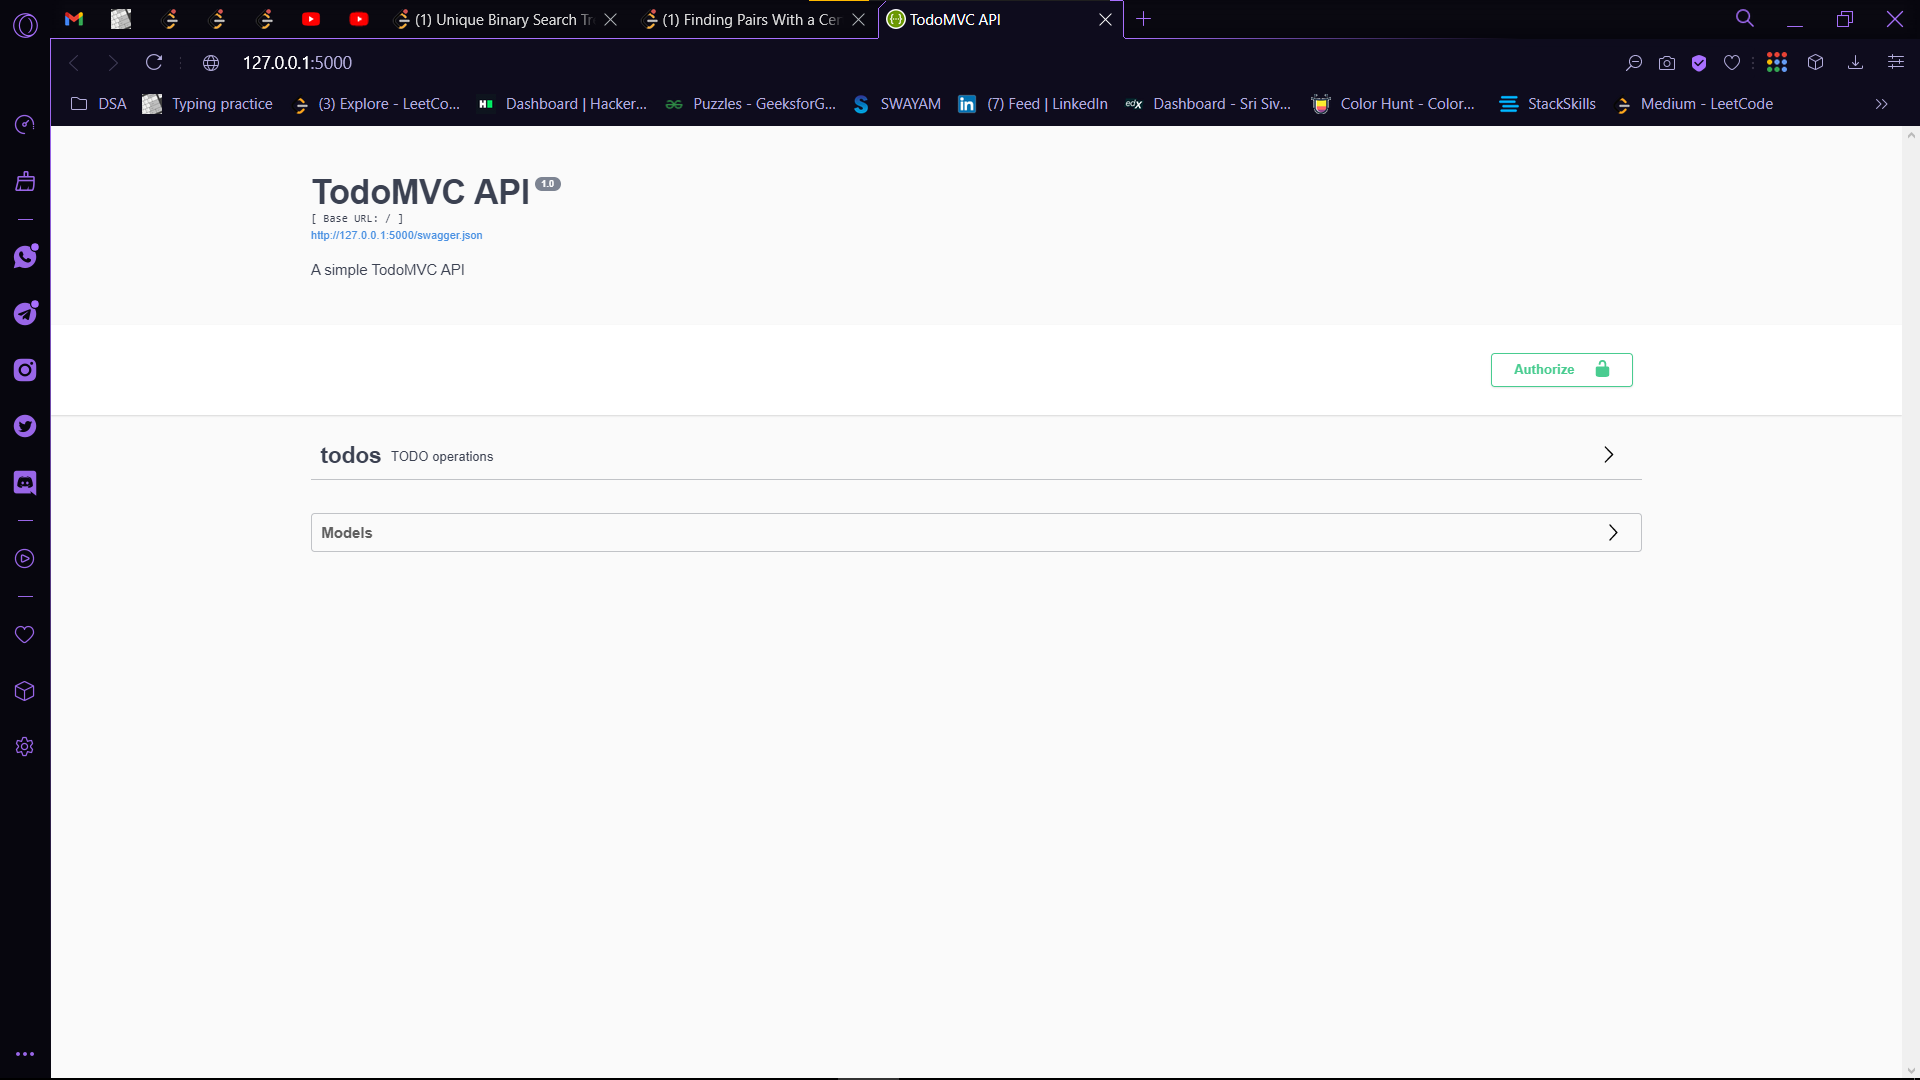 (1) Unique Binary Search Tr
(1) Finding Pairs With a Cer
TodoMVC API
127.0.0.1:5000
DSA
Typing practice
(3) Explore - LeetCo...
Dashboard | Hacker...
Puzzles - GeeksforG...
SWAYAM
(7) Feed | LinkedIn
edX
Dashboard - Sri Siv...
Color Hunt - Color...
StackSkills
Medium - LeetCode
TodoMVC API 1.0
[ Base URL: / ]
http://127.0.0.1:5000/swagger.json
A simple TodoMVC API
Authorize
todos TODO operations
Models